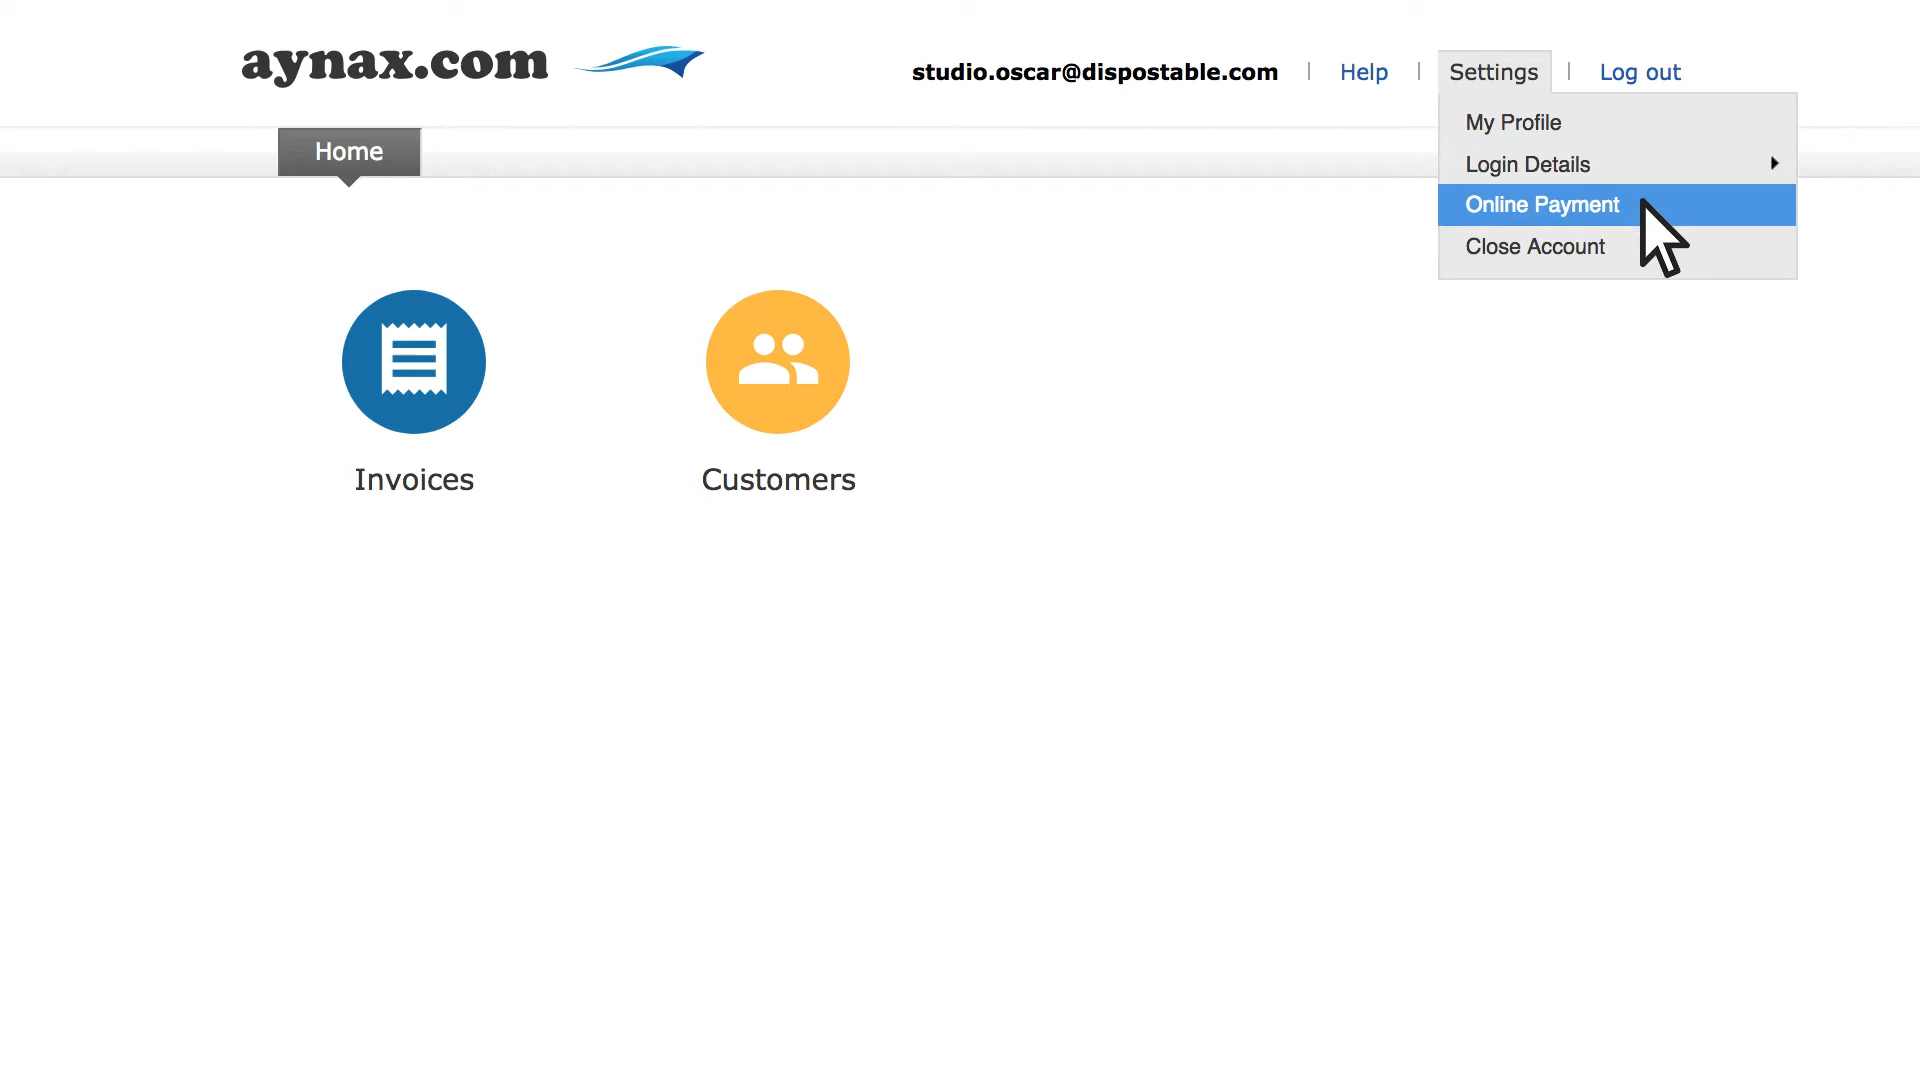 aynax.com
studio.oscar@dispostable.com | Help | Settings | Log out
My Profile
Login Details
Online Payment
Close Account
Home
Invoices
Customers